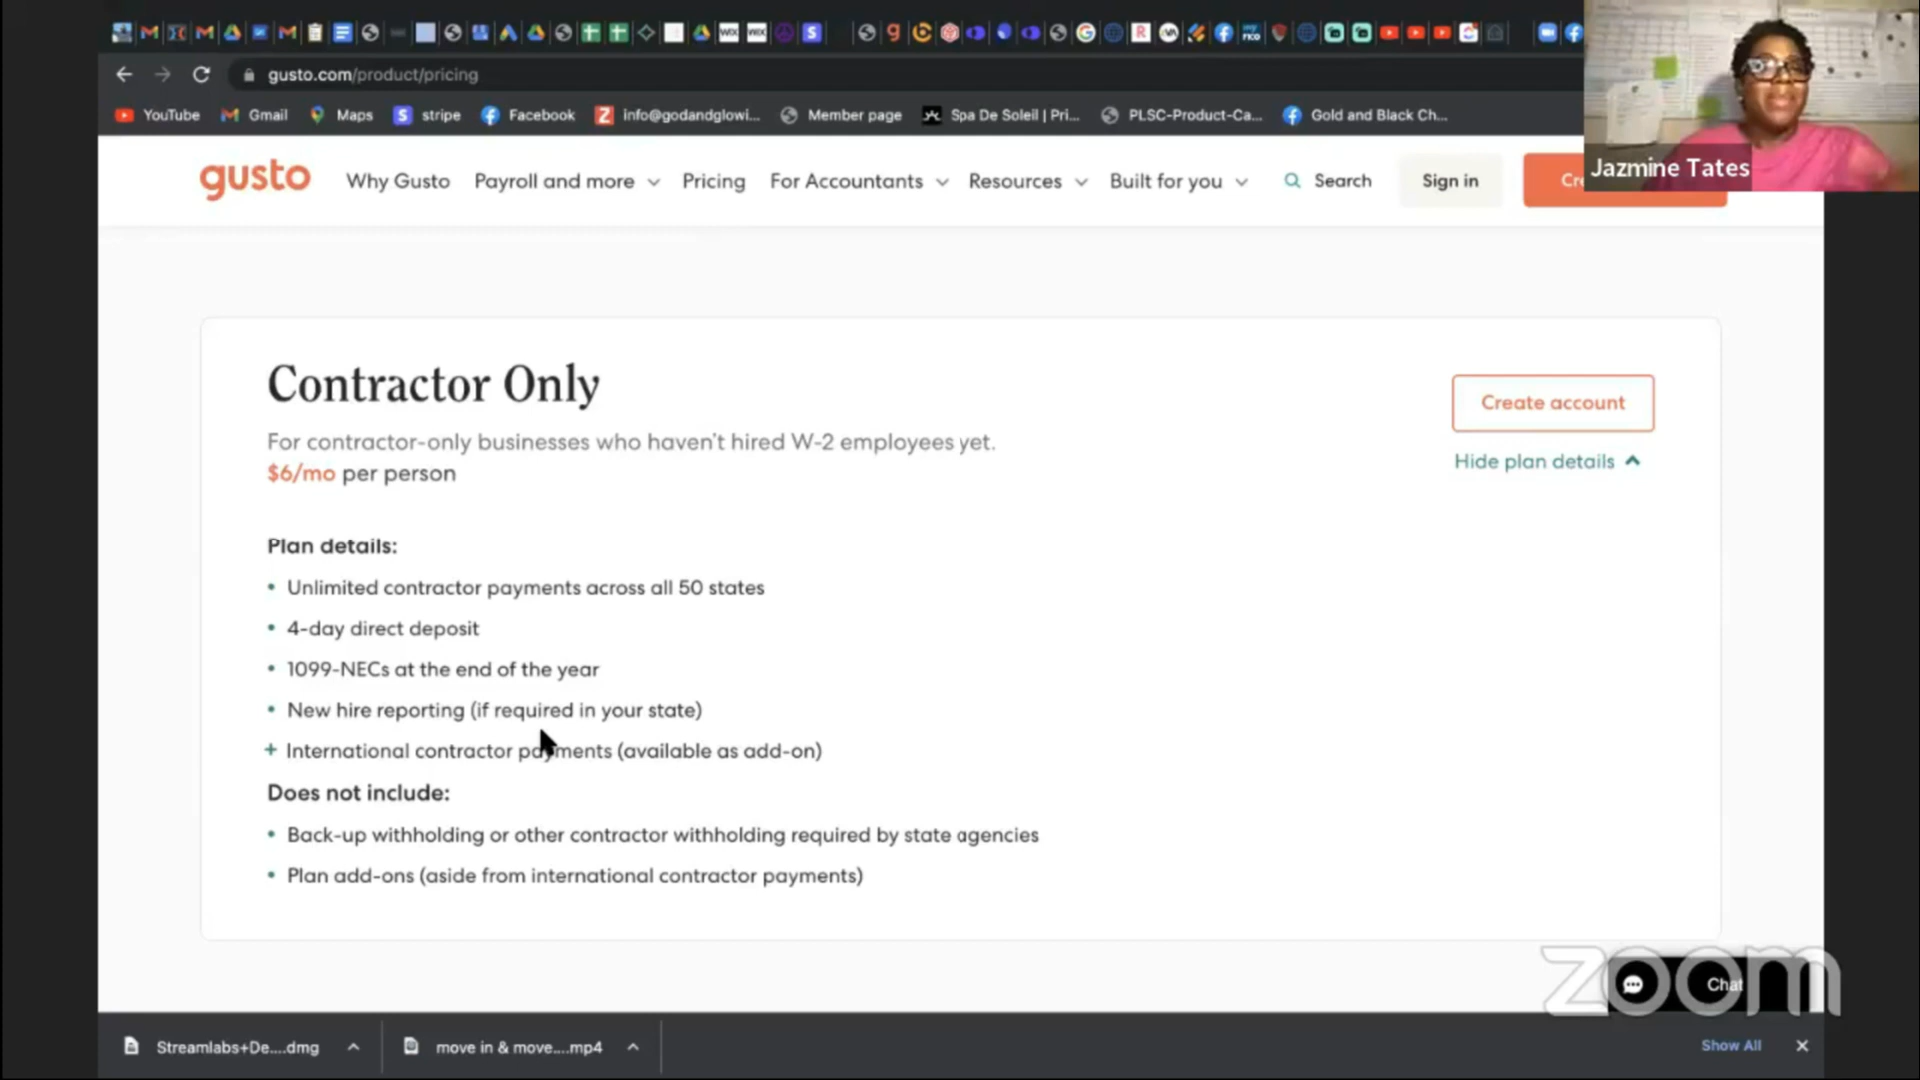 gusto.com/product/pricing
YouTube Gmail Maps stripe Facebook info@godandglowi... Member page Spa De Soleil | Pri... PLSC-Product-Ca... Gold and Black Ch...
Jazmine Tates
gusto Why Gusto Payroll and more Pricing For Accountants Resources Built for you Search Sign in Cre
Contractor Only
Create account
For contractor-only businesses who haven't hired W-2 employees yet.
Hide plan details
$6/mo per person
Plan details:
• Unlimited contractor payments across all 50 states
• 4-day direct deposit
• 1099-NECs at the end of the year
• New hire reporting (if required in your state)
+ International contractor payments (available as add-on)
Does not include:
• Back-up withholding or other contractor withholding required by state agencies
• Plan add-ons (aside from international contractor payments)
zoom
Chat
Streamlabs+De....dmg move in & move....mp4 Show All